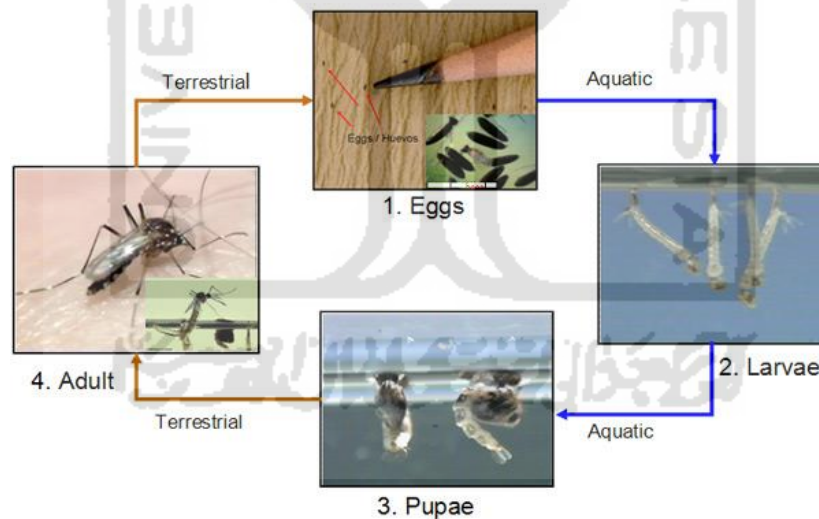 Terrestrial
Aquatic
Eggs / Huevos
1. Eggs
4. Adult
2. Larvae
Terrestrial
Aquatic
3. Pupae